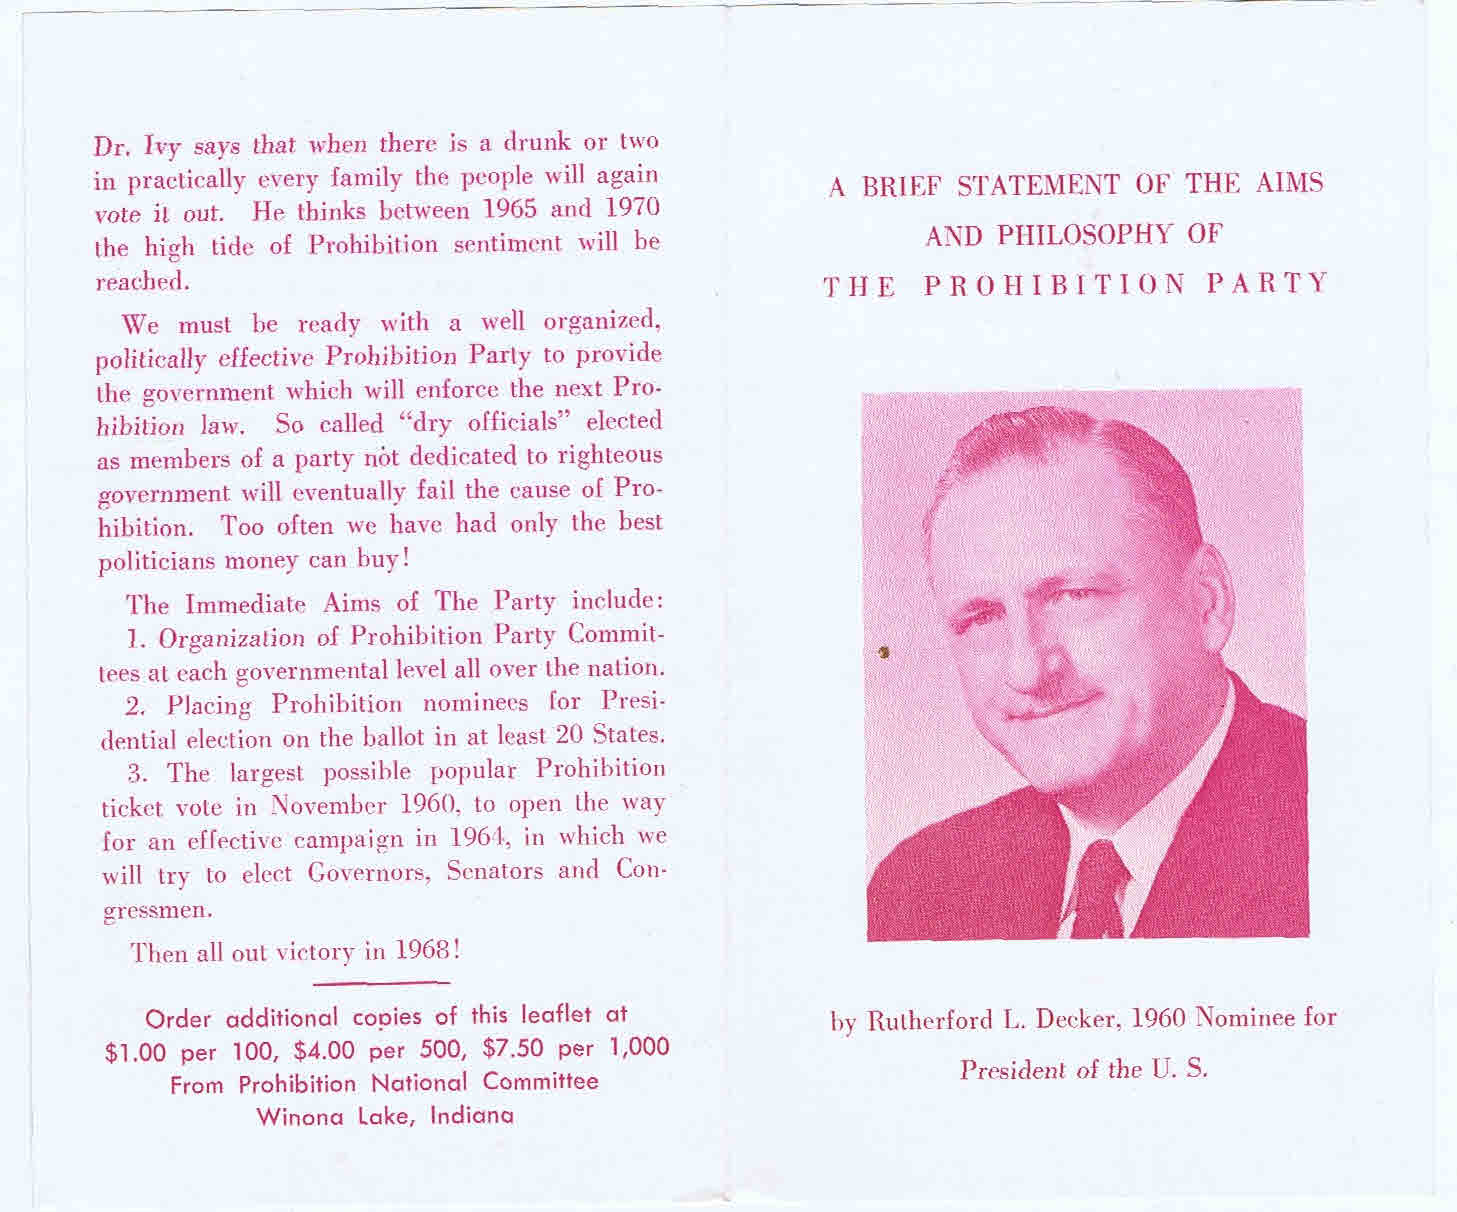 Dr. Ivy says that when there is a drunk or two
in practically every family the people will again
vote it out. He thinks between 1965 and 1970
the high tide of Prohibition sentiment will be
reached.
We must be ready with a well organized,
politically effective Prohibition Party to provide
the government which will enforce the next Pro-
hibition law. So called “dry officials” elected
as members of a party not dedicated to righteous
government will eventually fail the cause of Pro-
hibition. Too often we have had only the best
politicians money can buy!
The Immediate Aims of The Party include:
1. Organization of Prohibition Party Commit-
tees at each governmental level all over the nation.
2. Placing Prohibition nominees for Presi-
dential election on the ballot in at least 20 States.
3. The largest possible popular Prohibition
ticket vote in November 1960, to open the way
for an effective campaign in 1964, in which we
will try to elect Governors, Senators and Con-
gressmen.
Then all out victory in 1968!
Order additional copies of this leaflet at
$1.00 per 100, $4.00 per 500, $7.50 per 1,000
From Prohibition National Committee
Winona Lake, Indiana
A BRIEF STATEMENT OF THE AIMS
AND PHILOSOPHY OF
THE PROHIBITION PARTY
by Rutherford L. Decker, 1960 Nominee for
President of the U. S.